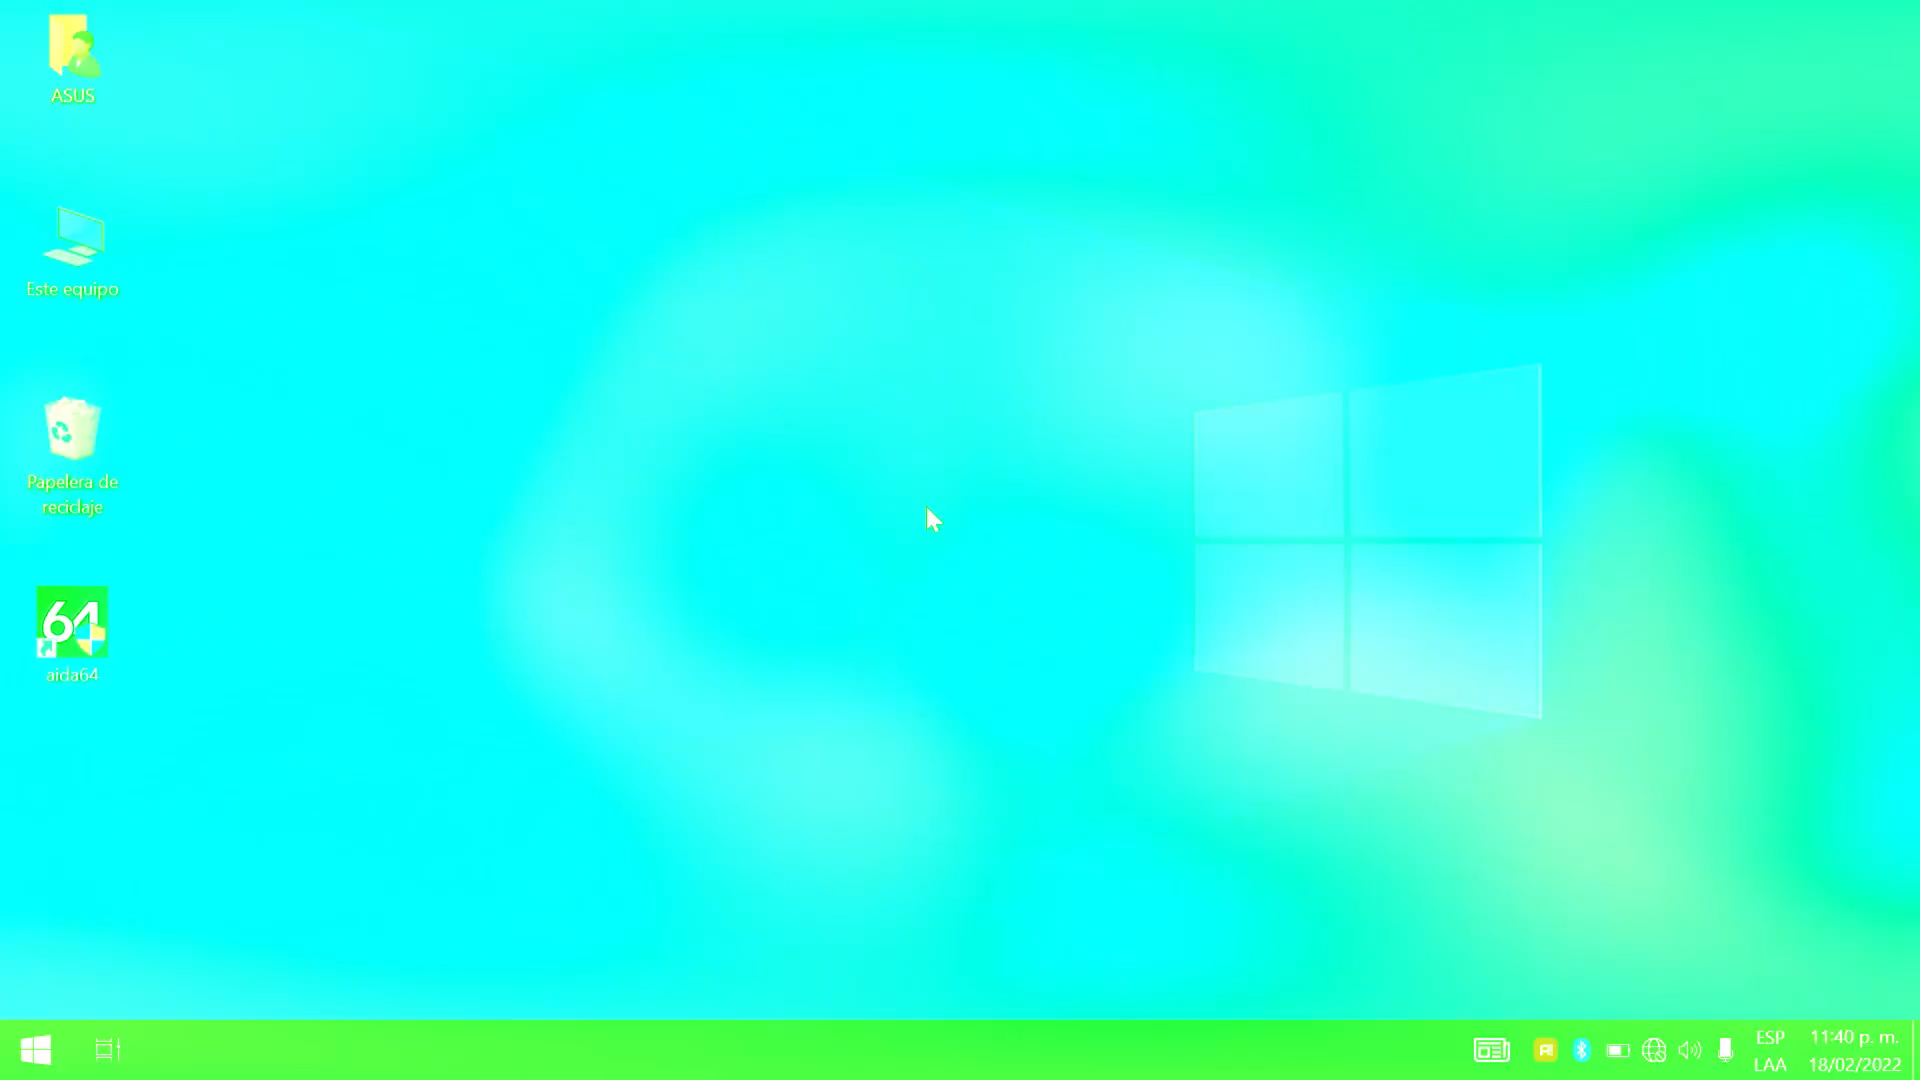 ASUS
Este equipo
Papelera de
reciclaje
64
aida64
ESP
LAA
11:40 p. m.
18/02/2022